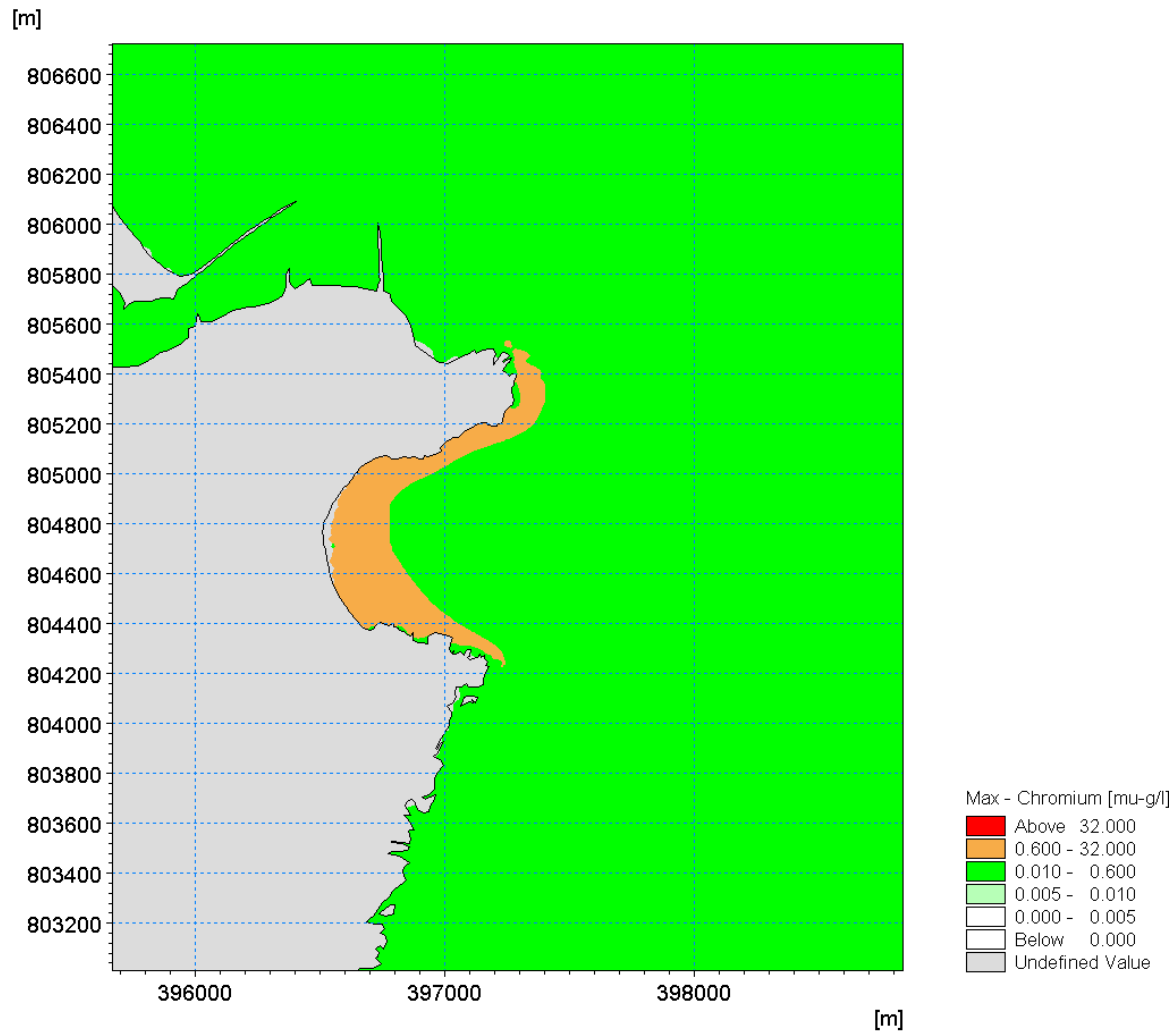 [m]
806600
806400
806200
806000
805800
805600
805400
805200
805000
804800
804600
804400
804200
804000
803800
803600
803400
803200
396000 397000 398000
[m]
Max - Chromium [mu-g/l]
Above 32.000
0.600 - 32.000
0.010 - 0.600
0.005 - 0.010
0.000 - 0.005
Below 0.000
Undefined Value